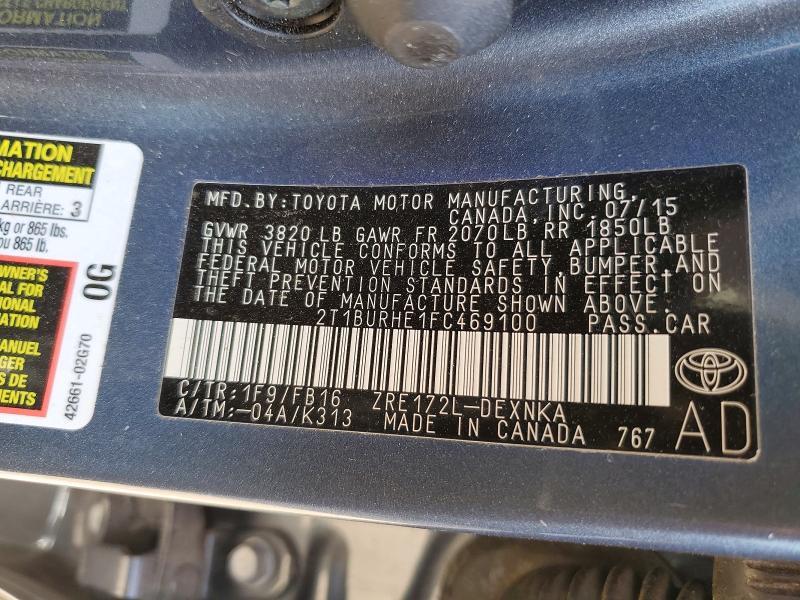 MATION
CHARGEMENT
REAR
ARRIÈRE: 3
kg or 865 lbs.
ou 865 lb.
OWNER'S
AL FOR
TIONAL
ATION
MANUEL
GER
S DE
TS
0G
42661-02G70
MFD. BY: TOYOTA MOTOR MANUFACTURING,
CANADA, INC. 07/15
GVWR 3820 LB GAWR FR 2070LB, RR 1850LB
THIS VEHICLE CONFORMS TO ALL APPLICABLE
FEDERAL MOTOR VEHICLE SAFETY, BUMPER, AND
THEFT PREVENTION STANDARDS IN EFFECT ON
THE DATE OF MANUFACTURE SHOWN ABOVE.
2T1BURHE1FC469100 PASS.CAR
C/TR: 1F9/FB16 ZRE172L-DEXNKA
A/TM: -04A/K313 MADE IN CANADA 767
AD